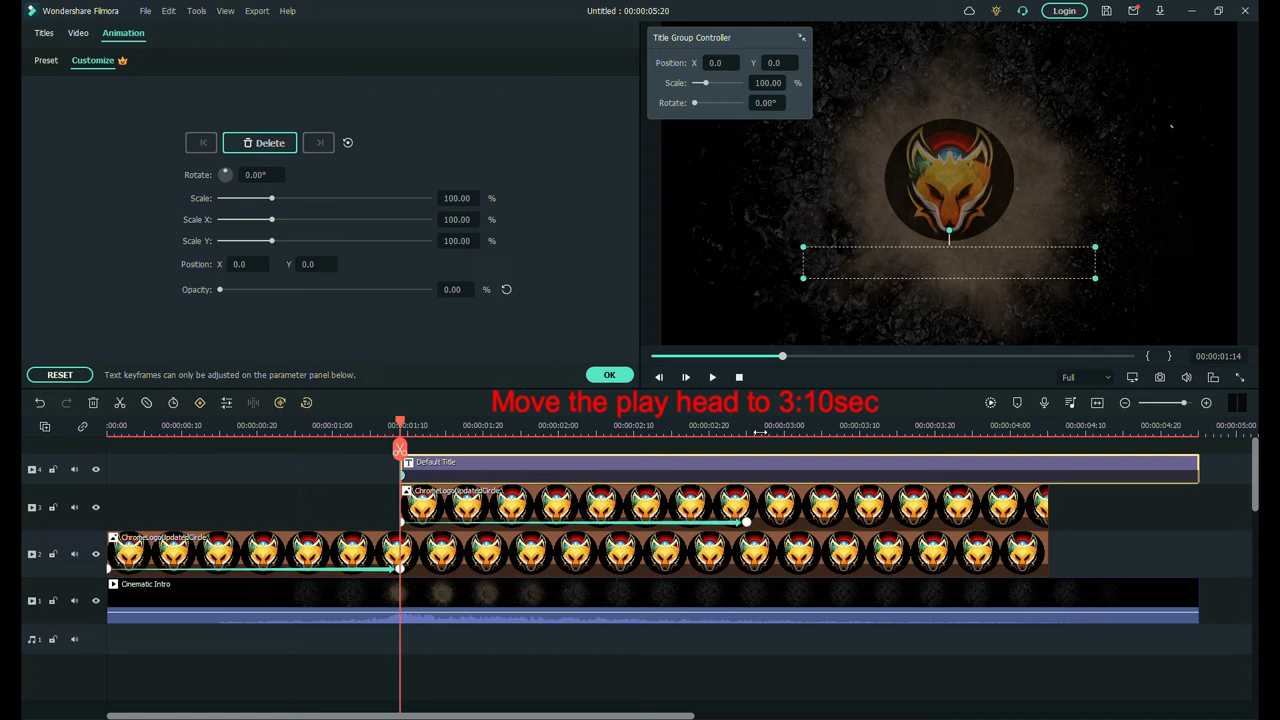 Wondershare Filmora File Edit Tools View Export Help Untitled : 00:00:05:20 Login
Titles Video Animation
Preset Customize
Title Group Controller
Position: X 0.0 Y 0.0
Scale: 100.00 %
Rotate: 0.00°
Delete
Rotate: 0.00°
Scale: 100.00 %
Scale X: 100.00 %
Scale Y: 100.00 %
Position: X 0.0 Y 0.0
Opacity: 0.00 %
RESET Text keyframes can only be adjusted on the parameter panel below. OK
00:00:01:14
Full
Move the play head to 3:10sec
:00:00 00:00:00:10 00:00:00:20 00:00:01:00 00:00:01:10 00:00:01:20 00:00:02:00 00:00:02:10 00:00:02:20 00:00:03:00 00:00:03:10 00:00:03:20 00:00:04:00 00:00:04:10 00:00:04:20 00:00:05:00
4 Default Title
3 ChromeLogoUpdatedCircle
2 ChromeLogoUpdatedCircle
1 Cinematic Intro
1